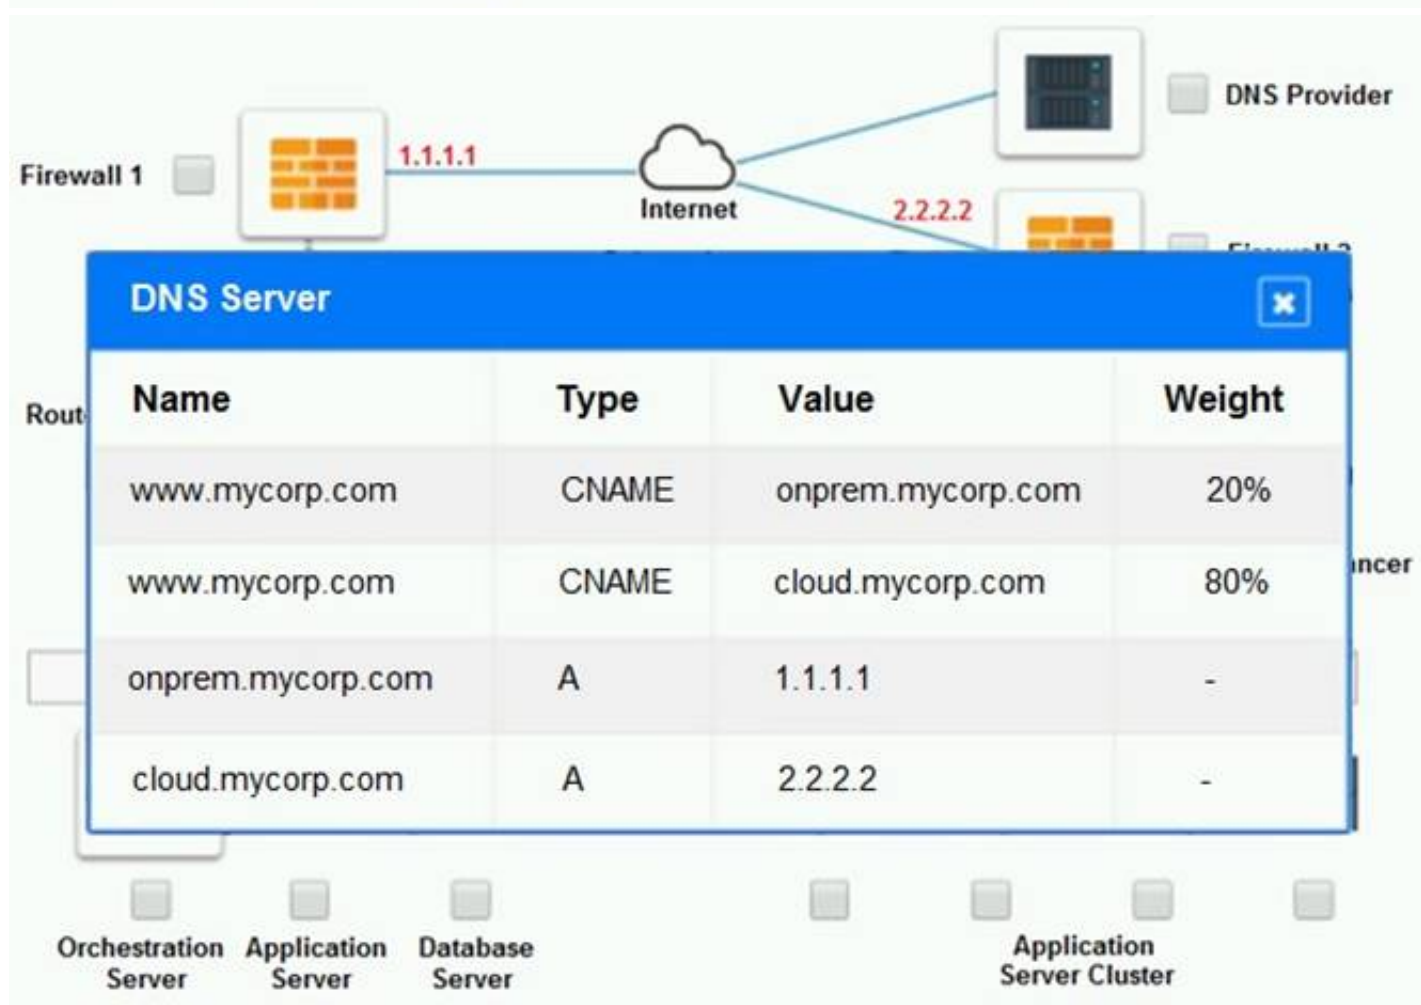 DNS Provider
Firewall 1
1.1.1.1
Internet
2.2.2.2
DNS Server
Name Type Value Weight
www.mycorp.com CNAME onprem.mycorp.com 20%
www.mycorp.com CNAME cloud.mycorp.com 80%
onprem.mycorp.com A 1.1.1.1 -
cloud.mycorp.com A 2.2.2.2 -
Orchestration Server
Application Server
Database Server
Application Server Cluster